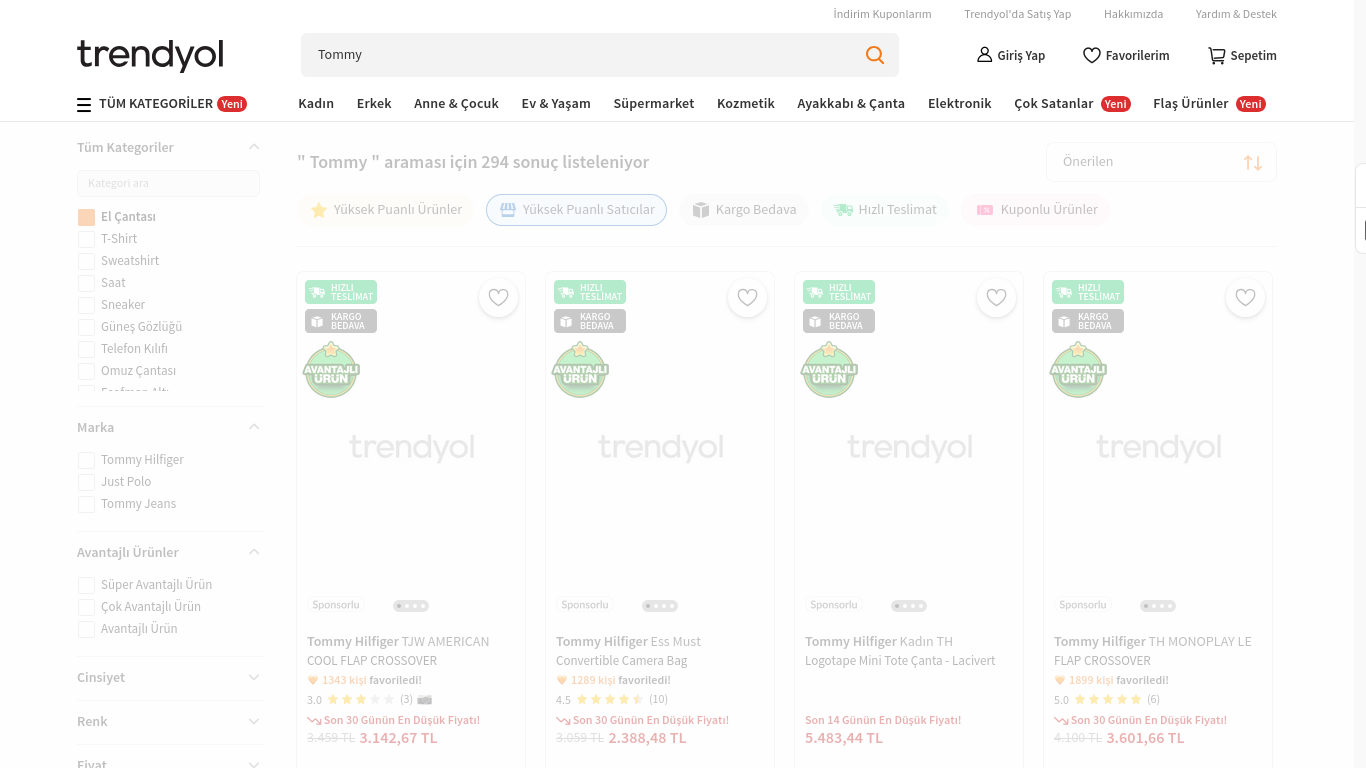 İndirim Kuponlarım Trendyol'da Satış Yap Hakkımızda Yardım & Destek
trendyol
Tommy
Giriş Yap
Favorilerim
Sepetim
TÜM KATEGORİLER Yeni
Kadın Erkek Anne & Çocuk Ev & Yaşam Süpermarket Kozmetik Ayakkabı & Çanta Elektronik Çok Satanlar Yeni Flaş Ürünler Yeni
Tüm Kategoriler
Kategori ara
El Çantası
T-Shirt
Sweatshirt
Saat
Sneaker
Güneş Gözlüğü
Telefon Kılıfı
Omuz Çantası
Marka
Tommy Hilfiger
Just Polo
Tommy Jeans
Avantajlı Ürünler
Süper Avantajlı Ürün
Çok Avantajlı Ürün
Avantajlı Ürün
Cinsiyet
Renk
Fiyat
" Tommy " araması için 294 sonuç listeleniyor
Önerilen
Yüksek Puanlı Ürünler
Yüksek Puanlı Satıcılar
Kargo Bedava
Hızlı Teslimat
Kuponlu Ürünler
HIZLI
TESLİMAT
KARGO
BEDAVA
AVANTAJLI
ÜRÜN
trendyol
Sponsorlu
Tommy Hilfiger TJW AMERICAN
COOL FLAP CROSSOVER
1343 kişi favoriledi!
3.0 (3)
Son 30 Günün En Düşük Fiyatı!
3.459 TL 3.142,67 TL
HIZLI
TESLİMAT
KARGO
BEDAVA
AVANTAJLI
ÜRÜN
trendyol
Sponsorlu
Tommy Hilfiger Ess Must
Convertible Camera Bag
1289 kişi favoriledi!
4.5 (10)
Son 30 Günün En Düşük Fiyatı!
3.059 TL 2.388,48 TL
HIZLI
TESLİMAT
KARGO
BEDAVA
AVANTAJLI
ÜRÜN
trendyol
Sponsorlu
Tommy Hilfiger Kadın TH
Logotape Mini Tote Çanta - Lacivert
Son 14 Günün En Düşük Fiyatı!
5.483,44 TL
HIZLI
TESLİMAT
KARGO
BEDAVA
AVANTAJLI
ÜRÜN
trendyol
Sponsorlu
Tommy Hilfiger TH MONOPLAY LE
FLAP CROSSOVER
1899 kişi favoriledi!
5.0 (6)
Son 30 Günün En Düşük Fiyatı!
4.100 TL 3.601,66 TL